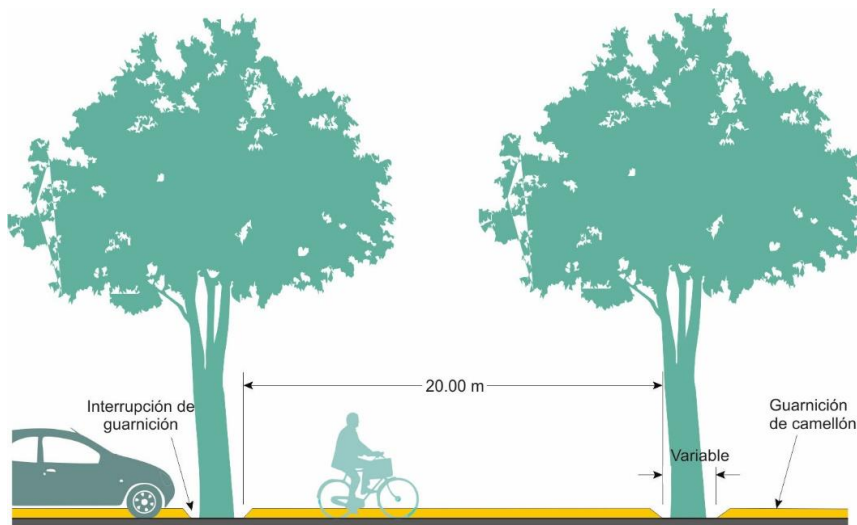 20.00 m
Interrupción de
guarnición
Guarnición
de camellón
Variable